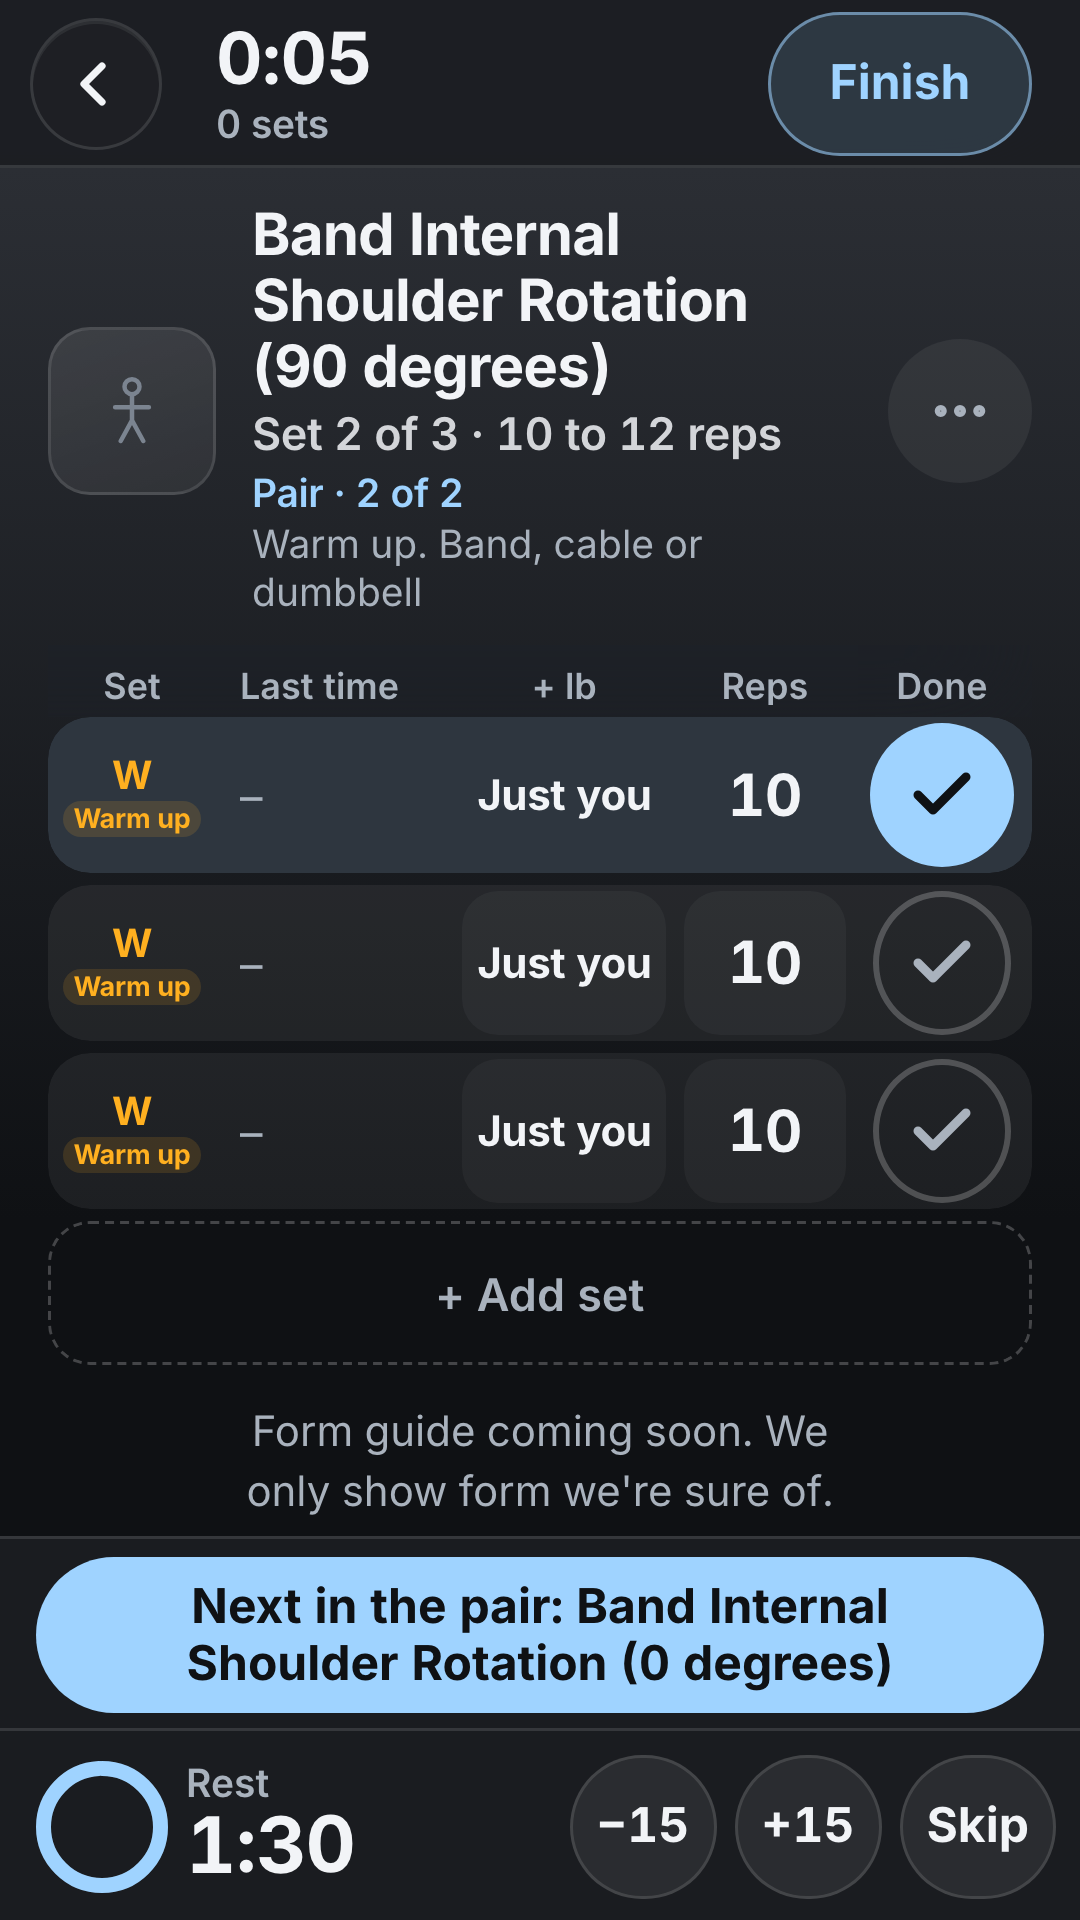 0:05
0 sets
Finish
Band Internal
Shoulder Rotation
(90 degrees)
Set 2 of 3 · 10 to 12 reps
Pair · 2 of 2
Warm up. Band, cable or
dumbbell
Set Last time + lb Reps Done
W
Warm up
– Just you 10
W
Warm up
– Just you 10
W
Warm up
– Just you 10
+ Add set
Form guide coming soon. We
only show form we're sure of.
Next in the pair: Band Internal
Shoulder Rotation (0 degrees)
Rest
1:30
−15 +15 Skip